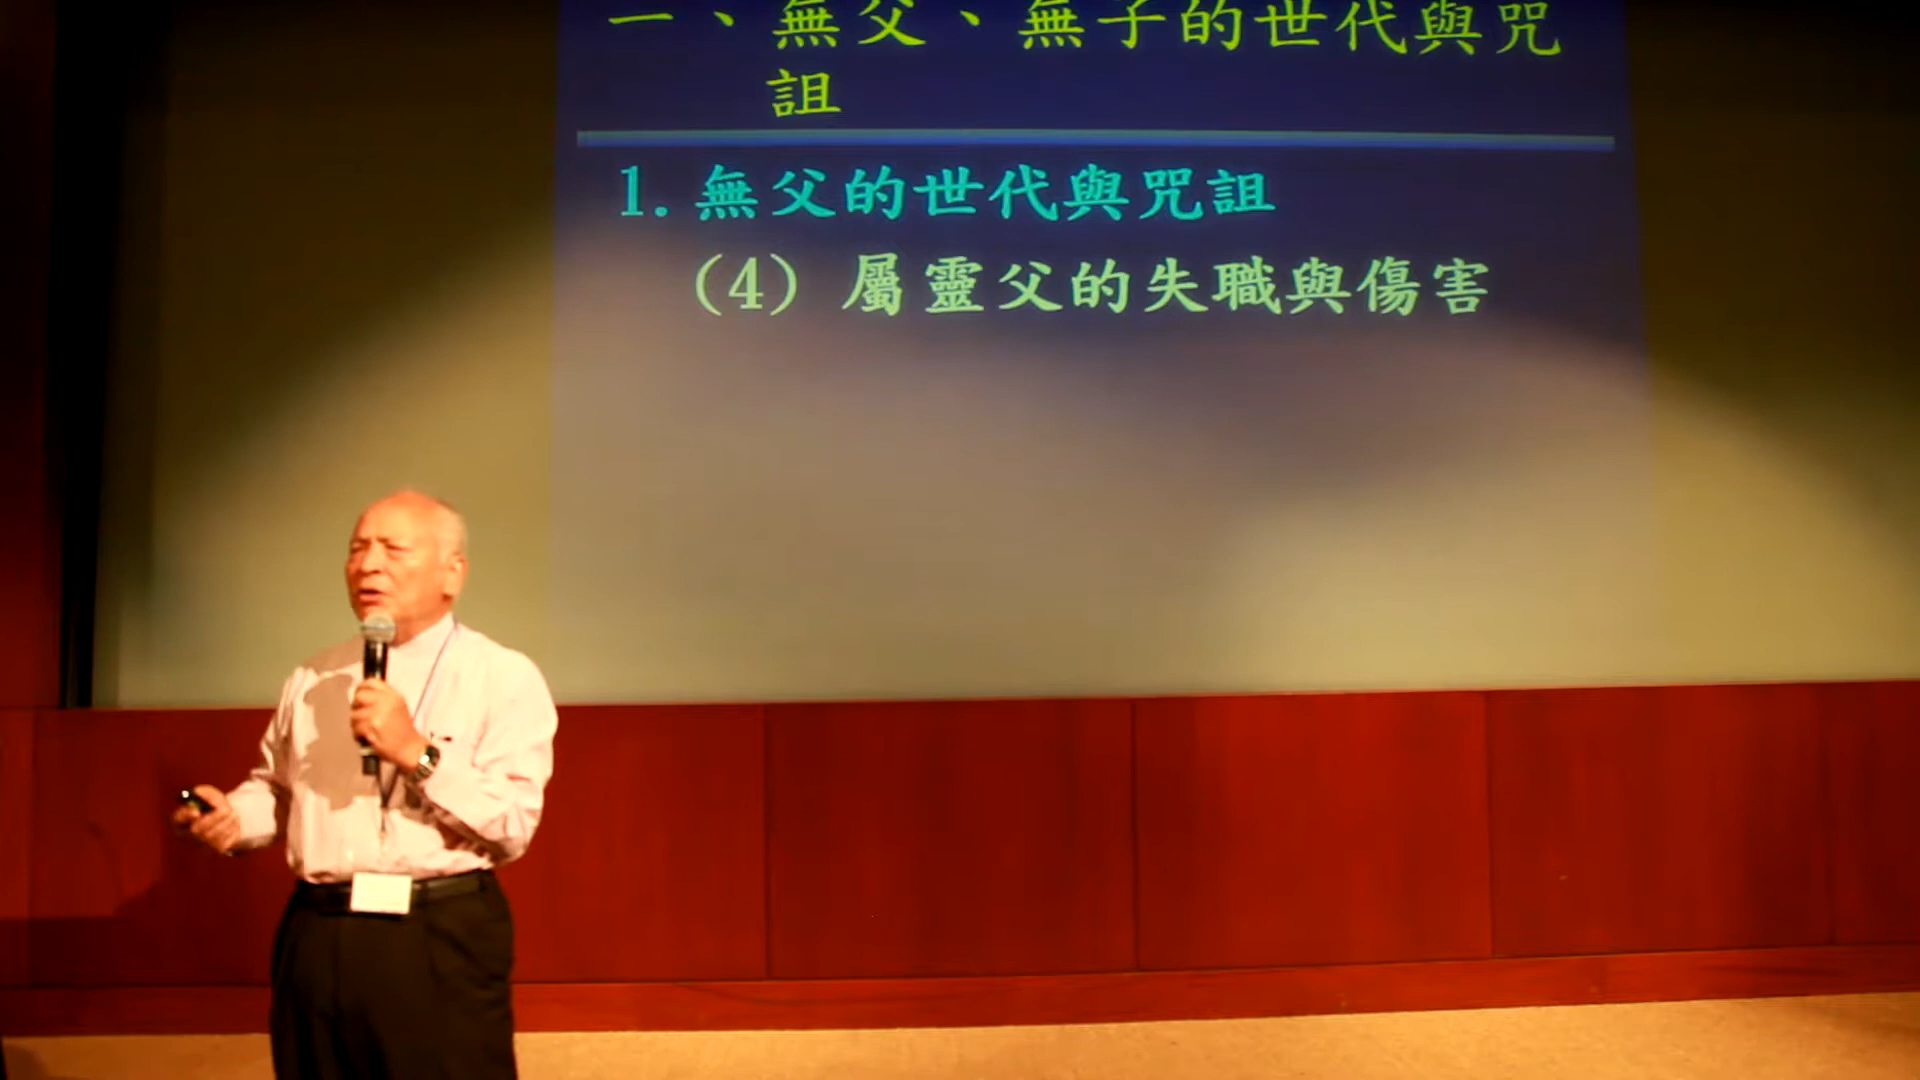 一、無父、無子的世代與咒
詛
1. 無父的世代與咒詛
(4) 屬靈父的失職與傷害